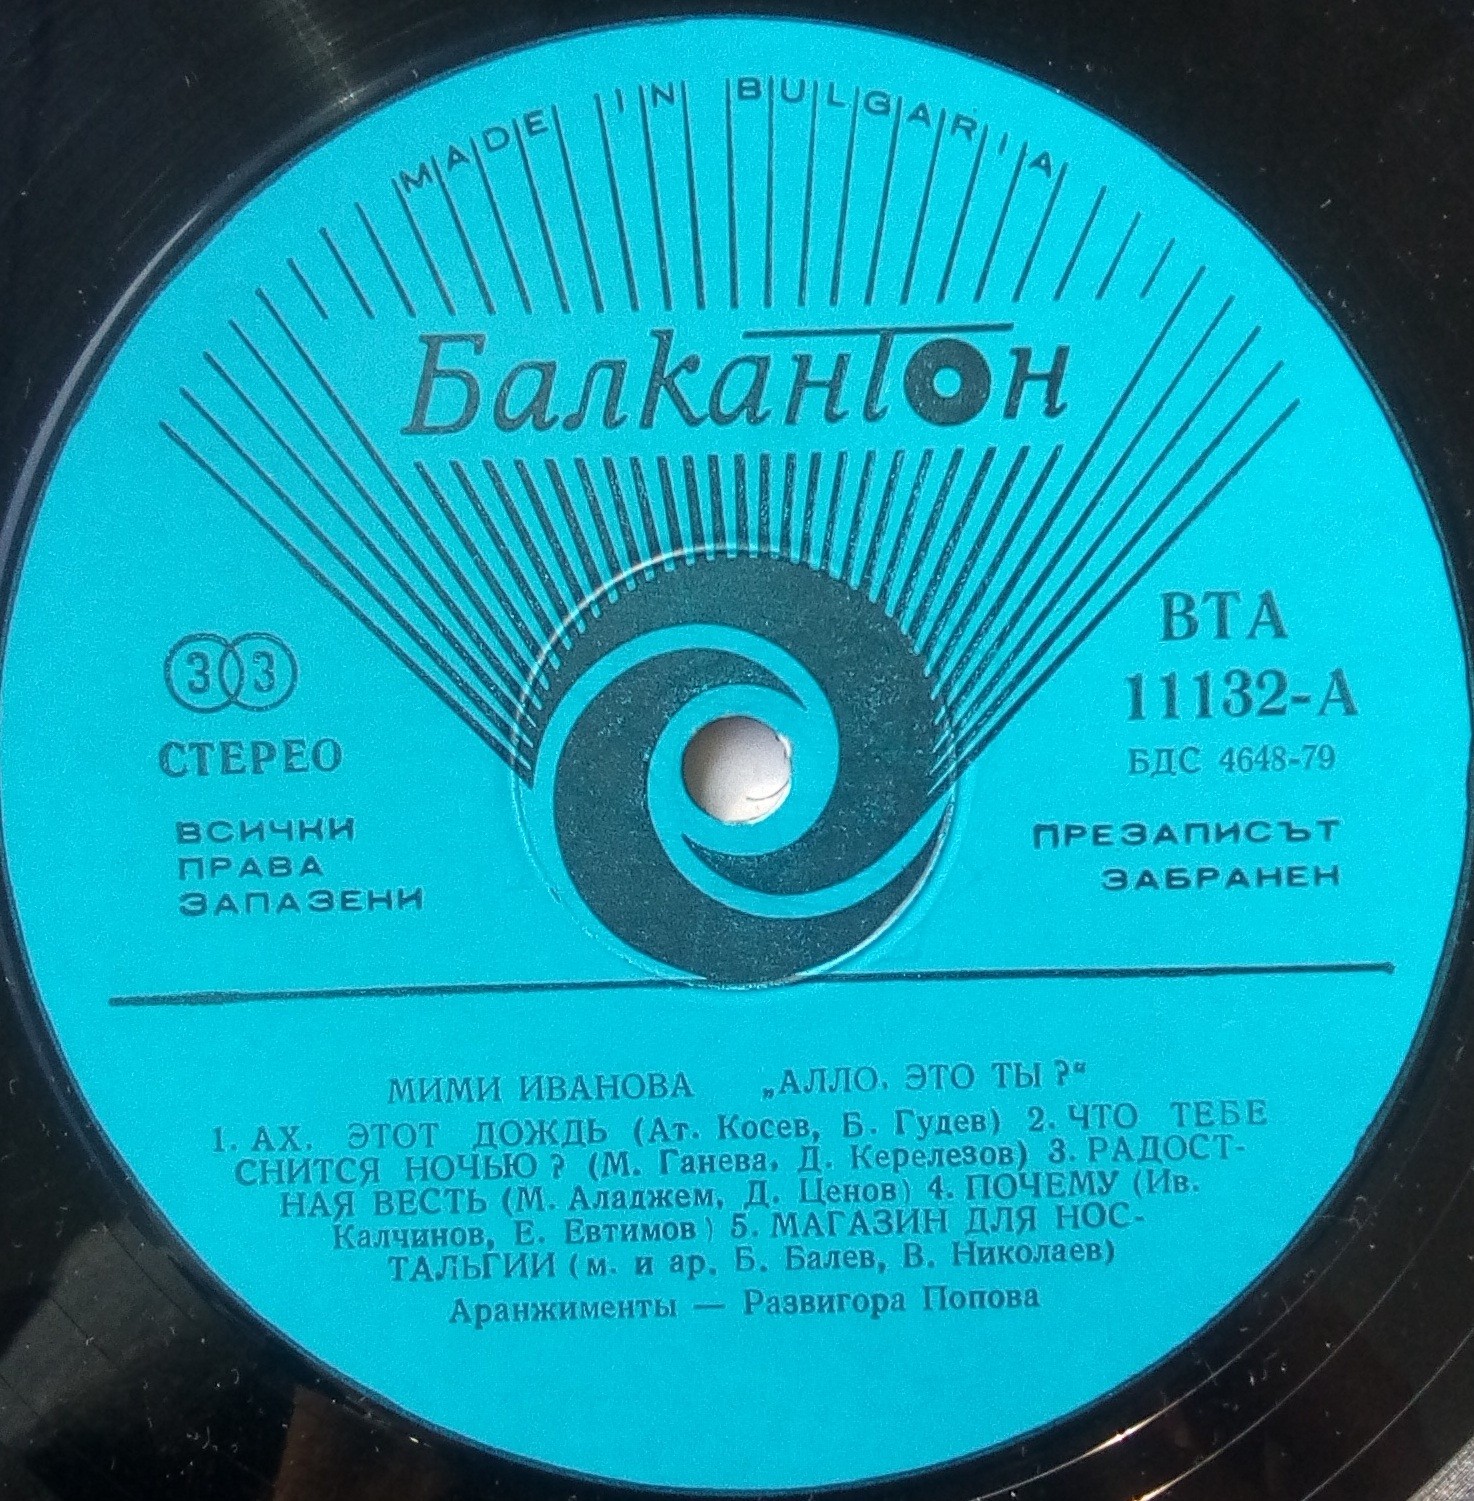 MADE IN BULGARIA
Балкантон
33
СТЕРЕО
ВСИЧКИ
ПРАВА
ЗАПАЗЕНИ
ВТА
11132-А
БДС 4648-79
ПРЕЗАПИСЪТ
ЗАБРАНЕН
МИМИ ИВАНОВА „АЛЛО. ЭТО ТЫ ?“
1. АХ, ЭТОТ ДОЖДЬ (Ат. Косев, Б. Гудев) 2. ЧТО ТЕБЕ
СНИТСЯ НОЧЬЮ ? (М. Ганева, Д. Керелезов) 3. РАДОСТ-
НАЯ ВЕСТЬ (М. Аладжем, Д. Ценов) 4. ПОЧЕМУ (Ив.
Калчинов, Е. Евтимов) 5. МАГАЗИН ДЛЯ НОС-
ТАЛЬГИИ (м. и ар. Б. Балев, В. Николаев)
Аранжименты — Развигора Попова